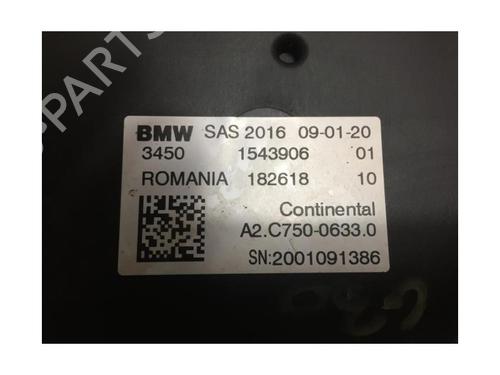 BMW SAS 2016 09-01-20
3450 1543906 01
ROMANIA 182618 10
Continental
A2.C750-0633.0
SN:2001091386